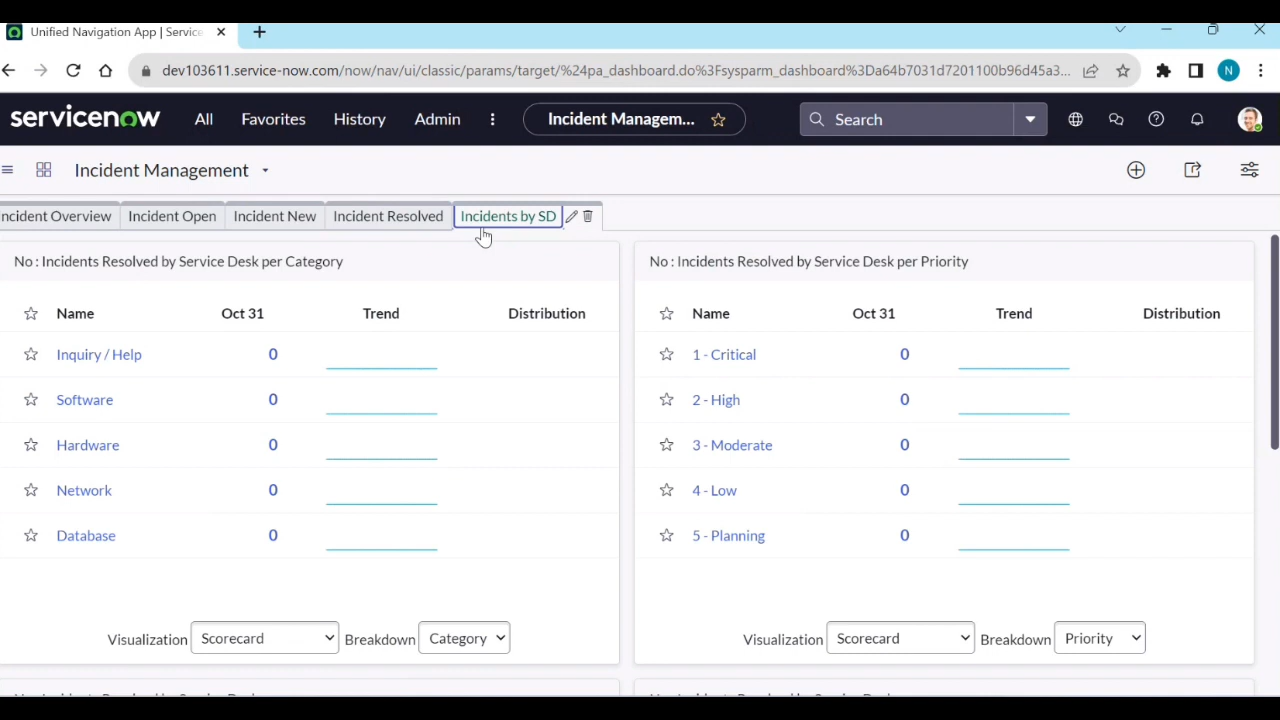 Unified Navigation App | Service
dev103611.service-now.com/now/nav/ui/classic/params/target/%24pa_dashboard.do%3Fsysparm_dashboard%3Da64b7031d7201100b96d45a3...
N
servicenow All Favorites History Admin Incident Managem... Search
Incident Management
ncident Overview Incident Open Incident New Incident Resolved Incidents by SD
No : Incidents Resolved by Service Desk per Category
Name Oct 31 Trend Distribution
Inquiry / Help 0
Software 0
Hardware 0
Network 0
Database 0
Visualization Scorecard Breakdown Category
No : Incidents Resolved by Service Desk per Priority
Name Oct 31 Trend Distribution
1 - Critical 0
2 - High 0
3 - Moderate 0
4 - Low 0
5 - Planning 0
Visualization Scorecard Breakdown Priority